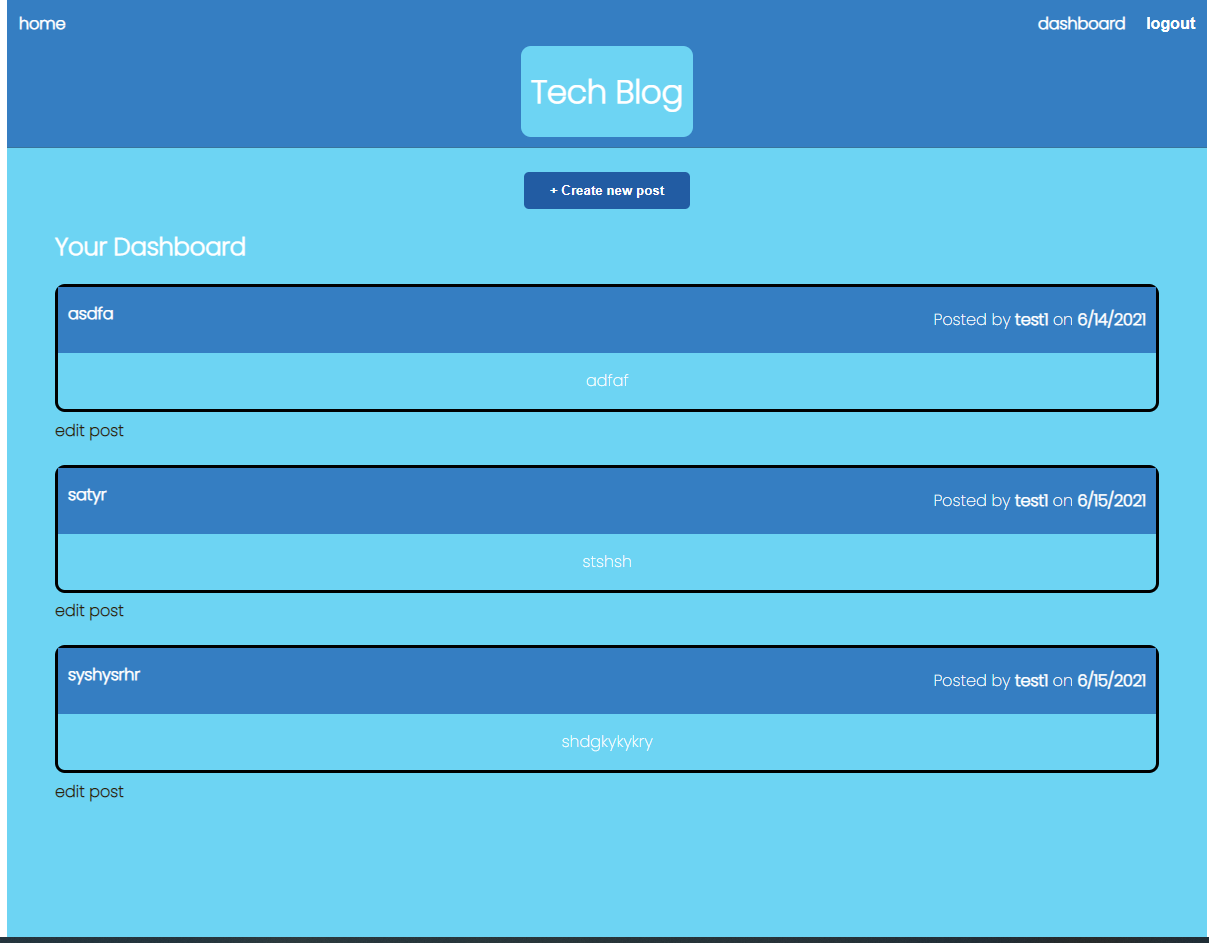 home dashboard logout
Tech Blog
+ Create new post
Your Dashboard
asdfa Posted by test1 on 6/14/2021
adfaf
edit post
satyr Posted by test1 on 6/15/2021
stshsh
edit post
syshysrhr Posted by test1 on 6/15/2021
shdgkykykry
edit post